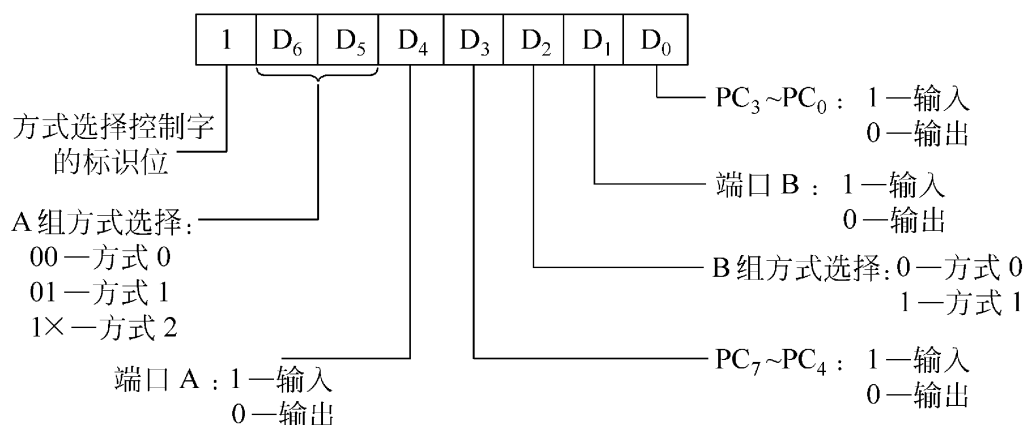 1 D₆ D₅ D₄ D₃ D₂ D₁ D₀
方式选择控制字
的标识位
A组方式选择:
00—方式0
01—方式1
1×—方式2
端口A:1—输入
0—输出
PC₃~PC₀:1—输入
0—输出
端口B:1—输入
0—输出
B组方式选择:0—方式0
1—方式1
PC₇~PC₄:1—输入
0—输出